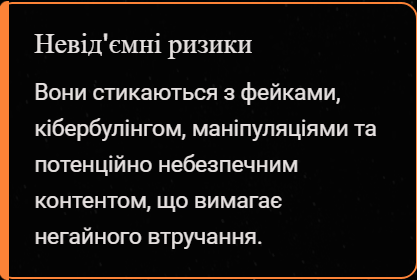 Невід'ємні ризики
Вони стикаються з фейками,
кібербулінгом, маніпуляціями та
потенційно небезпечним
контентом, що вимагає
негайного втручання.